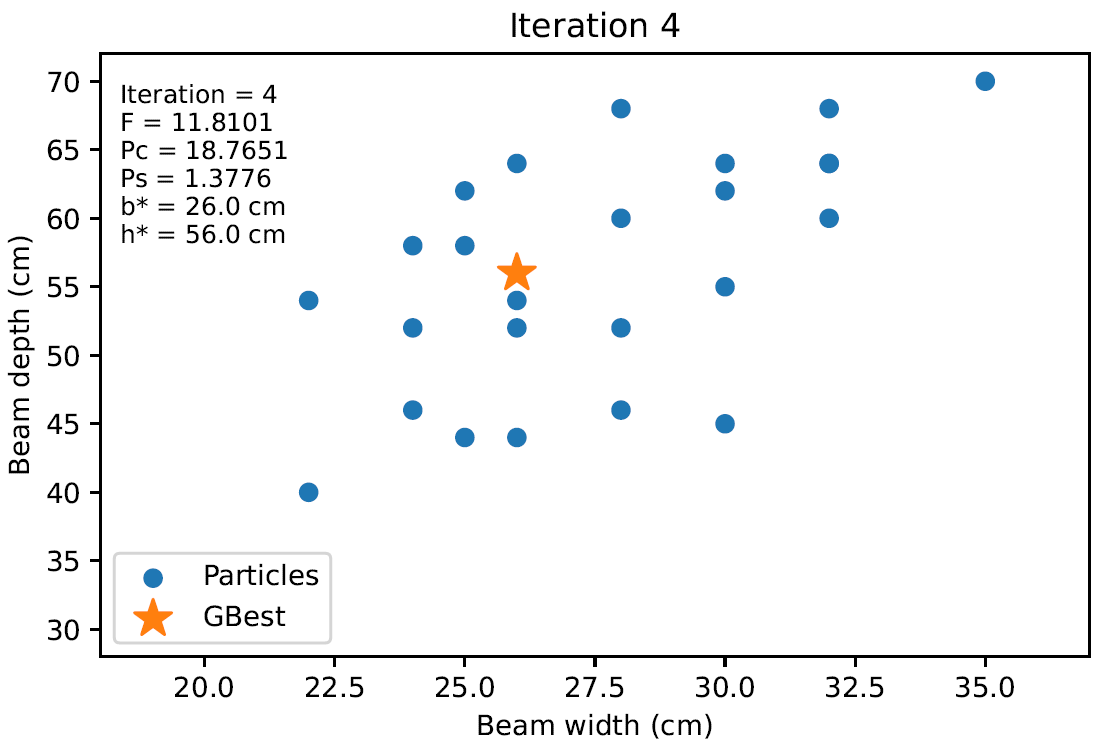 Iteration 4
Iteration = 4
F = 11.8101
Pc = 18.7651
Ps = 1.3776
b* = 26.0 cm
h* = 56.0 cm
Beam depth (cm)
70
65
60
55
50
45
40
35
30
Particles
GBest
20.0 22.5 25.0 27.5 30.0 32.5 35.0
Beam width (cm)